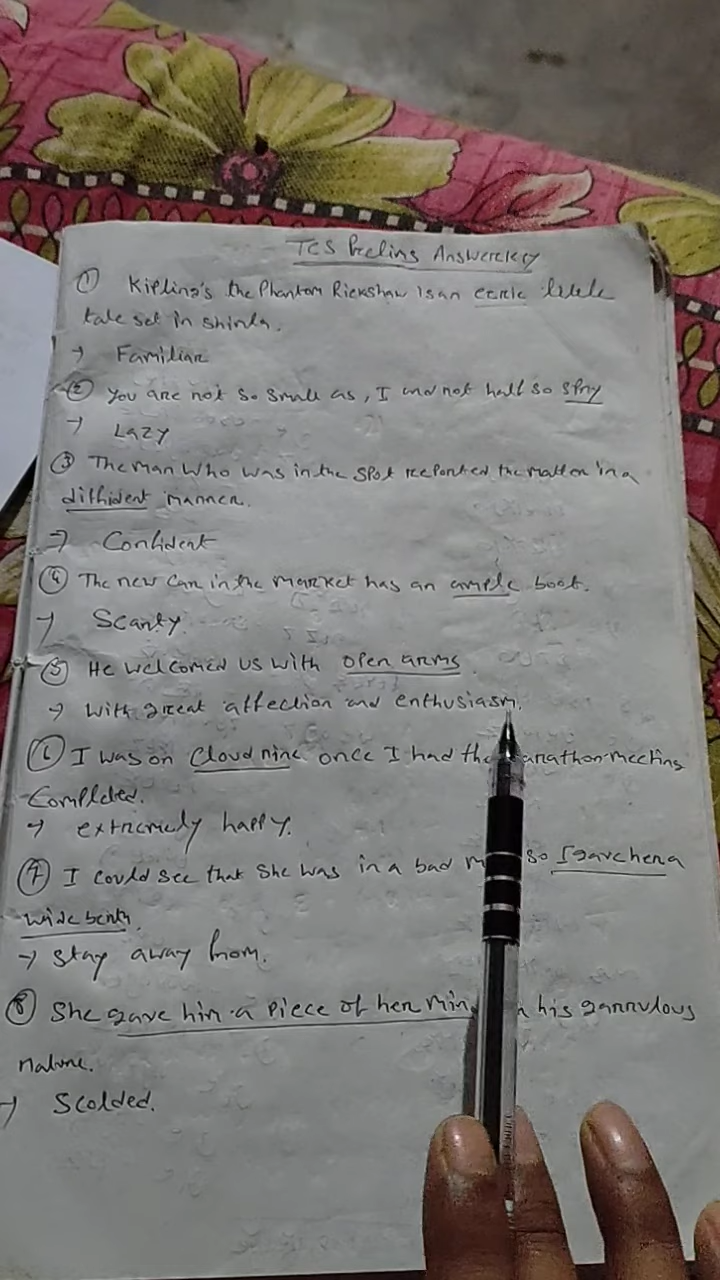 TCS Prelims Answerkey
① Kipling's the Phantom Rickshaw is an eerie little
tale set in Shimla.
→ Familiar
② You are not so small as, I and not half so spry
→ Lazy
③ The man who was in the spot reported the matter in a
diffident manner.
→ Confident
④ The new car in the market has an ample boot.
→ Scanty.
⑤ He welcomed us with open arms.
→ with great affection and enthusiasm.
⑥ I was on cloud nine once I had the marathon meeting
Completed.
→ extremely happy.
⑦ I could see that she was in a bad so I gave her a
wide berth.
→ stay away from.
⑧ She gave him a piece of her mind his garrulous
nature.
→ Scolded.